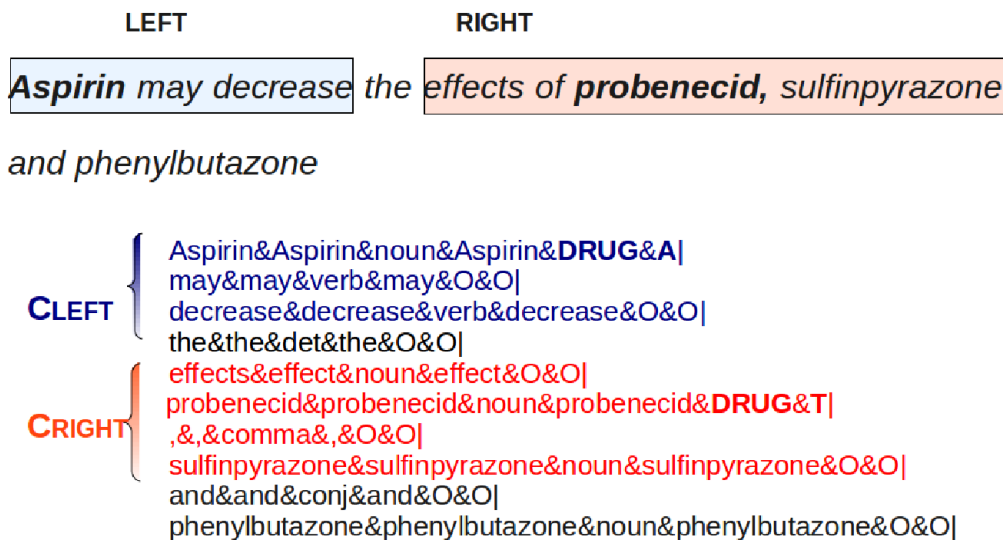 LEFT RIGHT
Aspirin may decrease the effects of probenecid, sulfinpyrazone
and phenylbutazone
Aspirin&Aspirin&noun&Aspirin&DRUG&A|
may&may&verb&may&O&O|
CLEFT
decrease&decrease&verb&decrease&O&O|
the&the&det&the&O&O|
effects&effect&noun&effect&O&O|
probenecid&probenecid&noun&probenecid&DRUG&T|
CRIGHT
,&,&comma&,&O&O|
sulfinpyrazone&sulfinpyrazone&noun&sulfinpyrazone&O&O|
and&and&conj&and&O&O|
phenylbutazone&phenylbutazone&noun&phenylbutazone&O&O|